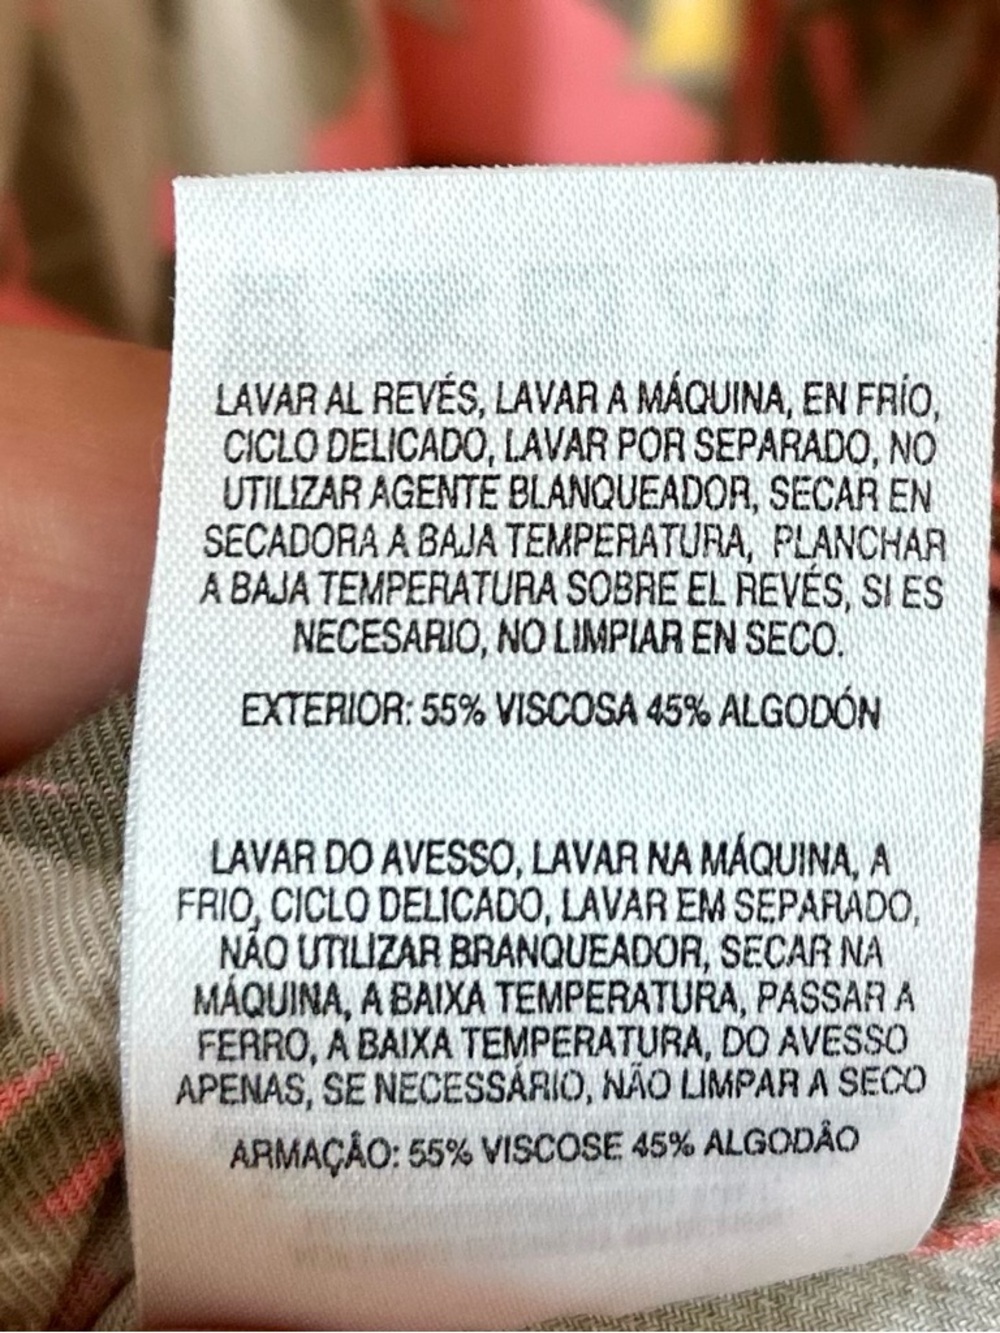 LAVAR AL REVÉS, LAVAR A MÁQUINA, EN FRÍO,
CICLO DELICADO, LAVAR POR SEPARADO, NO
UTILIZAR AGENTE BLANQUEADOR, SECAR EN
SECADORA A BAJA TEMPERATURA, PLANCHAR
A BAJA TEMPERATURA SOBRE EL REVÉS, SI ES
NECESARIO, NO LIMPIAR EN SECO.
EXTERIOR: 55% VISCOSA 45% ALGODÓN
LAVAR DO AVESSO, LAVAR NA MÁQUINA, A
FRIO, CICLO DELICADO, LAVAR EM SEPARADO,
NÃO UTILIZAR BRANQUEADOR, SECAR NA
MÁQUINA, A BAIXA TEMPERATURA, PASSAR A
FERRO, A BAIXA TEMPERATURA, DO AVESSO
APENAS, SE NECESSÁRIO, NÃO LIMPAR A SECO
ARMAÇÃO: 55% VISCOSE 45% ALGODÃO